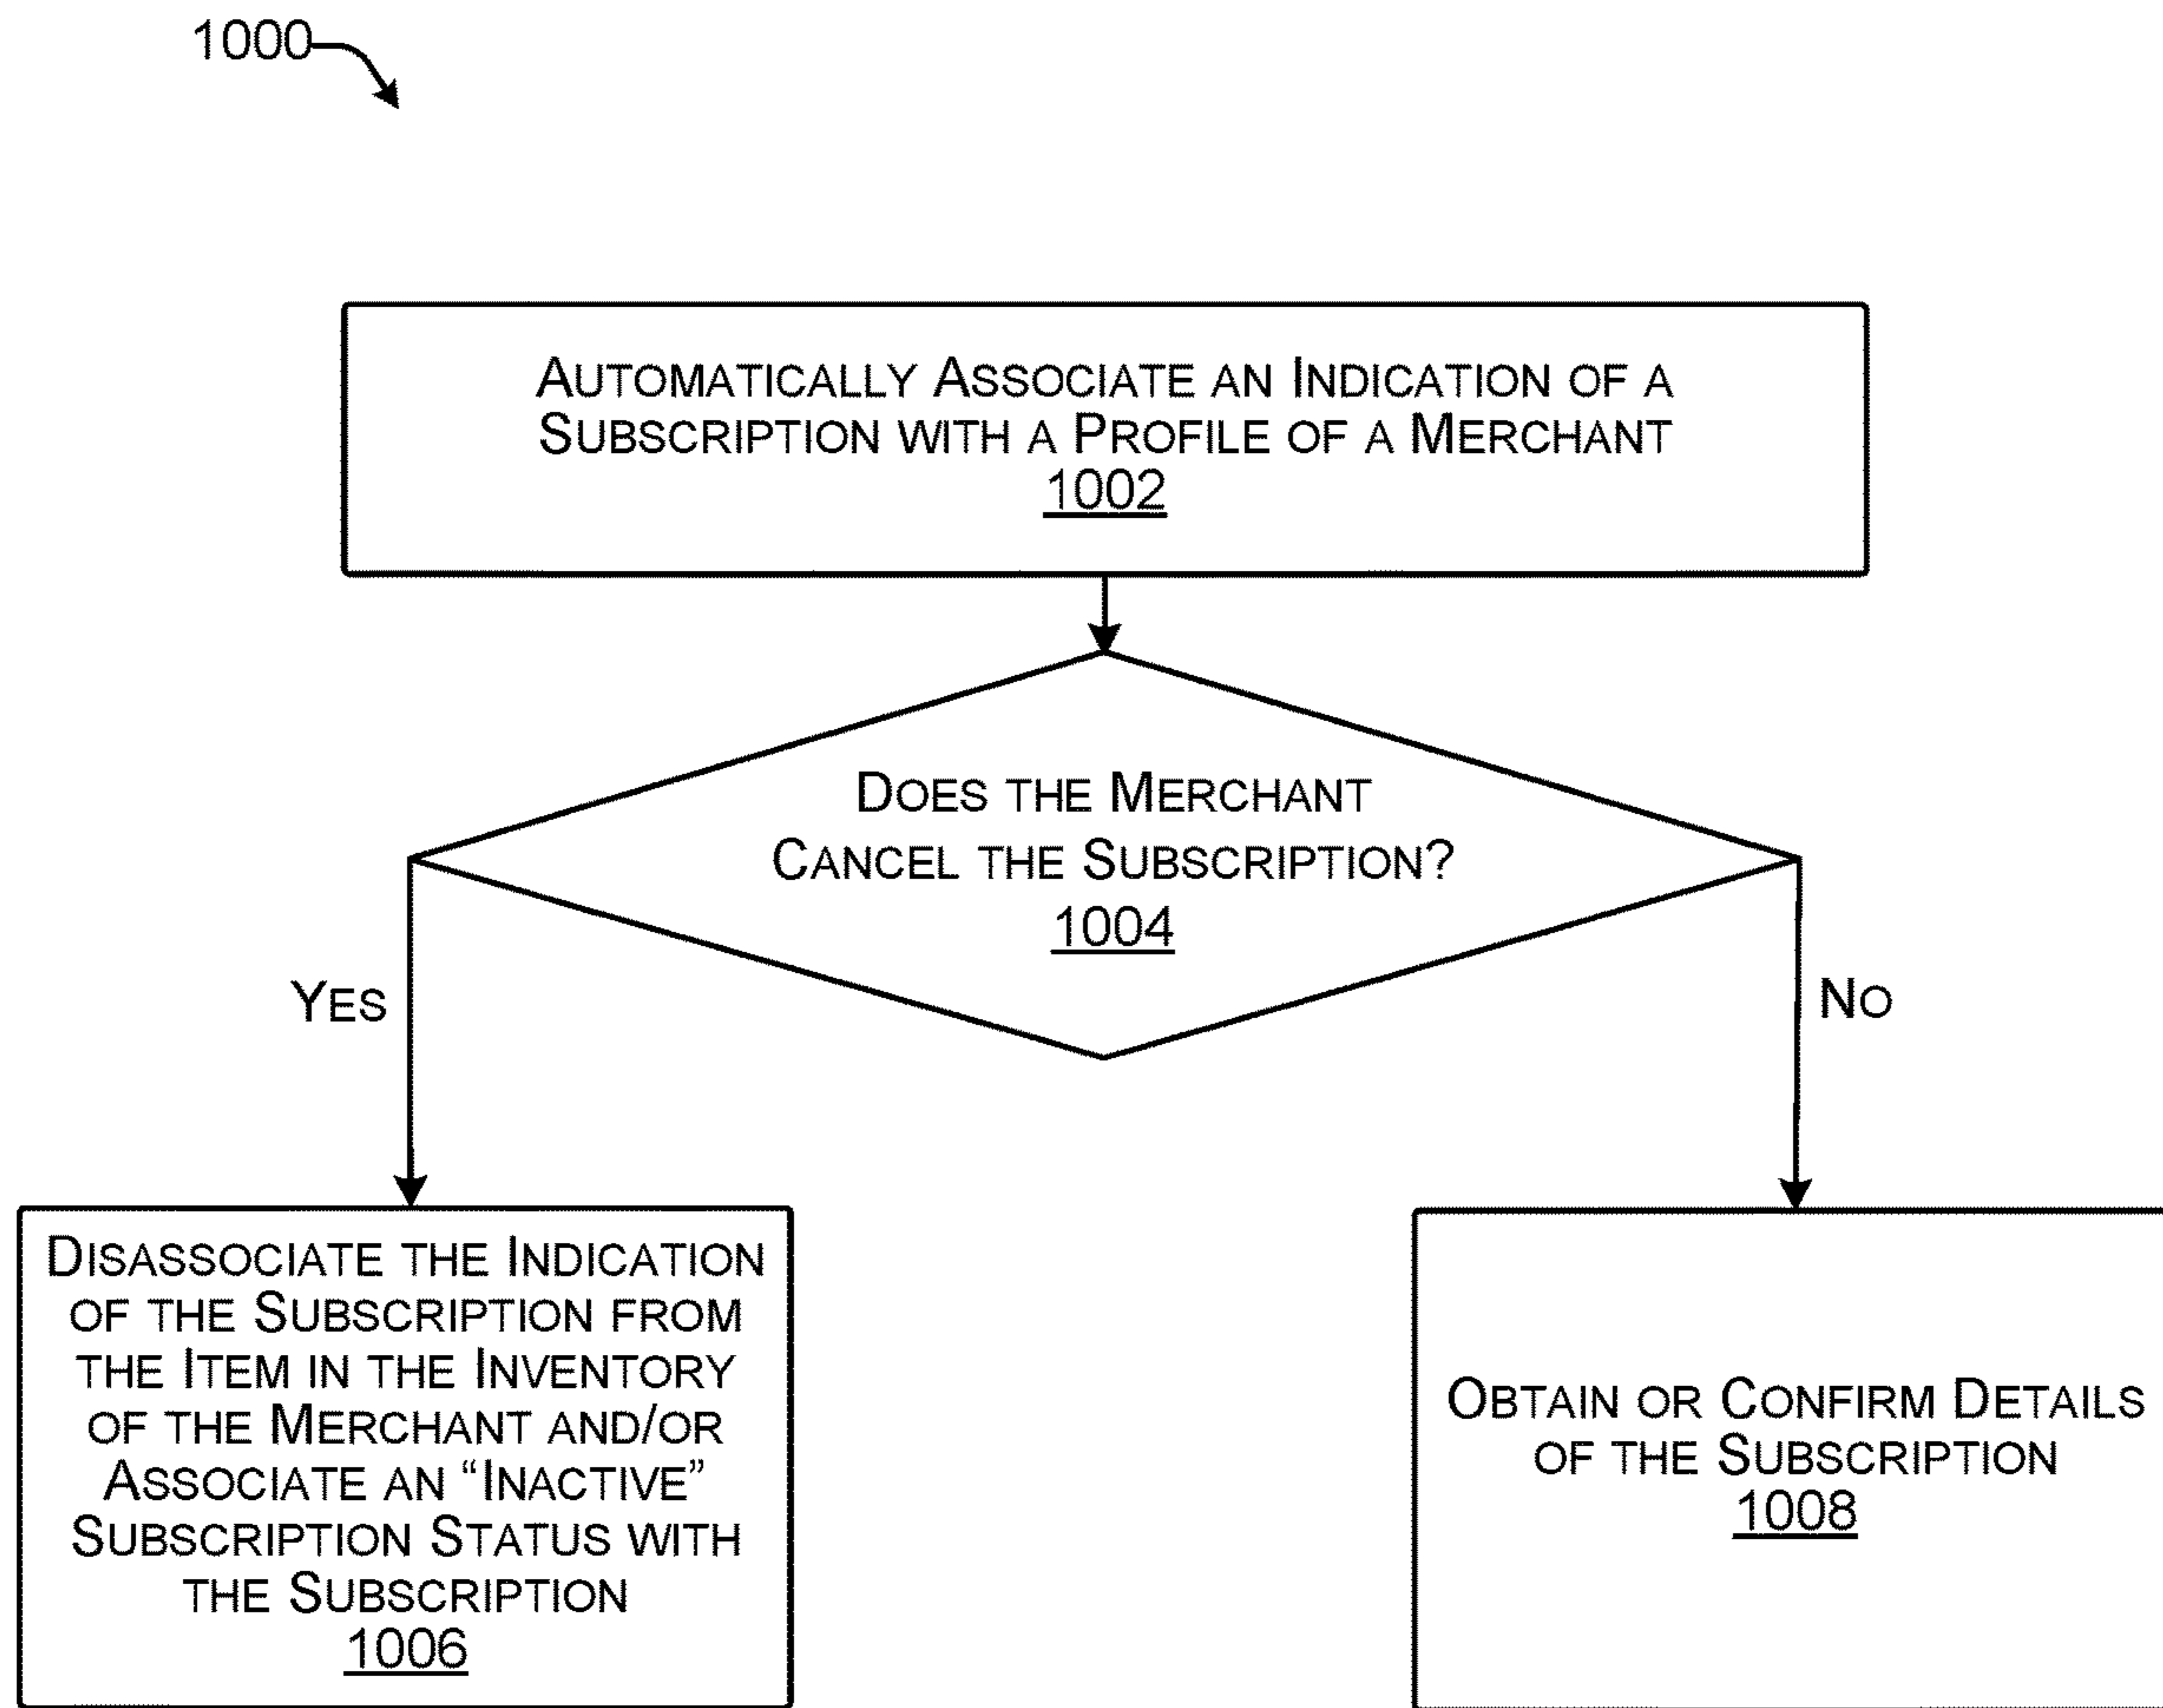 1000
AUTOMATICALLY ASSOCIATE AN INDICATION OF A
SUBSCRIPTION WITH A PROFILE OF A MERCHANT
1002
DOES THE MERCHANT
CANCEL THE SUBSCRIPTION?
1004
YES
NO
DISASSOCIATE THE INDICATION
OF THE SUBSCRIPTION FROM
THE ITEM IN THE INVENTORY
OF THE MERCHANT AND/OR
ASSOCIATE AN “INACTIVE”
SUBSCRIPTION STATUS WITH
THE SUBSCRIPTION
1006
OBTAIN OR CONFIRM DETAILS
OF THE SUBSCRIPTION
1008